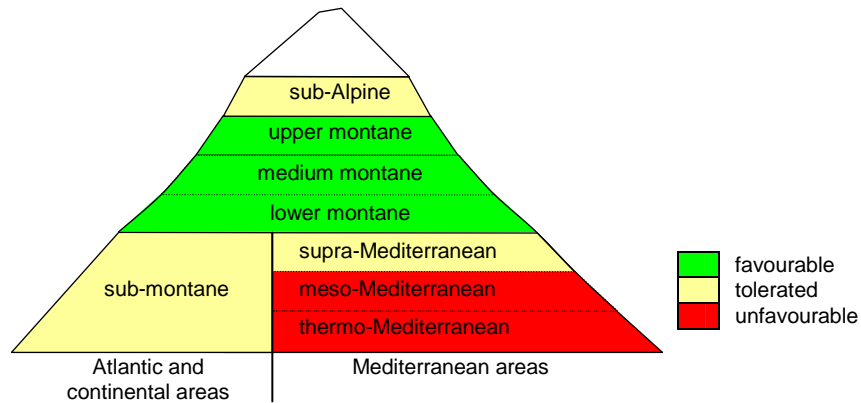 sub-Alpine
upper montane
medium montane
lower montane
supra-Mediterranean
sub-montane
meso-Mediterranean
thermo-Mediterranean
favourable
tolerated
unfavourable
Atlantic and
continental areas
Mediterranean areas